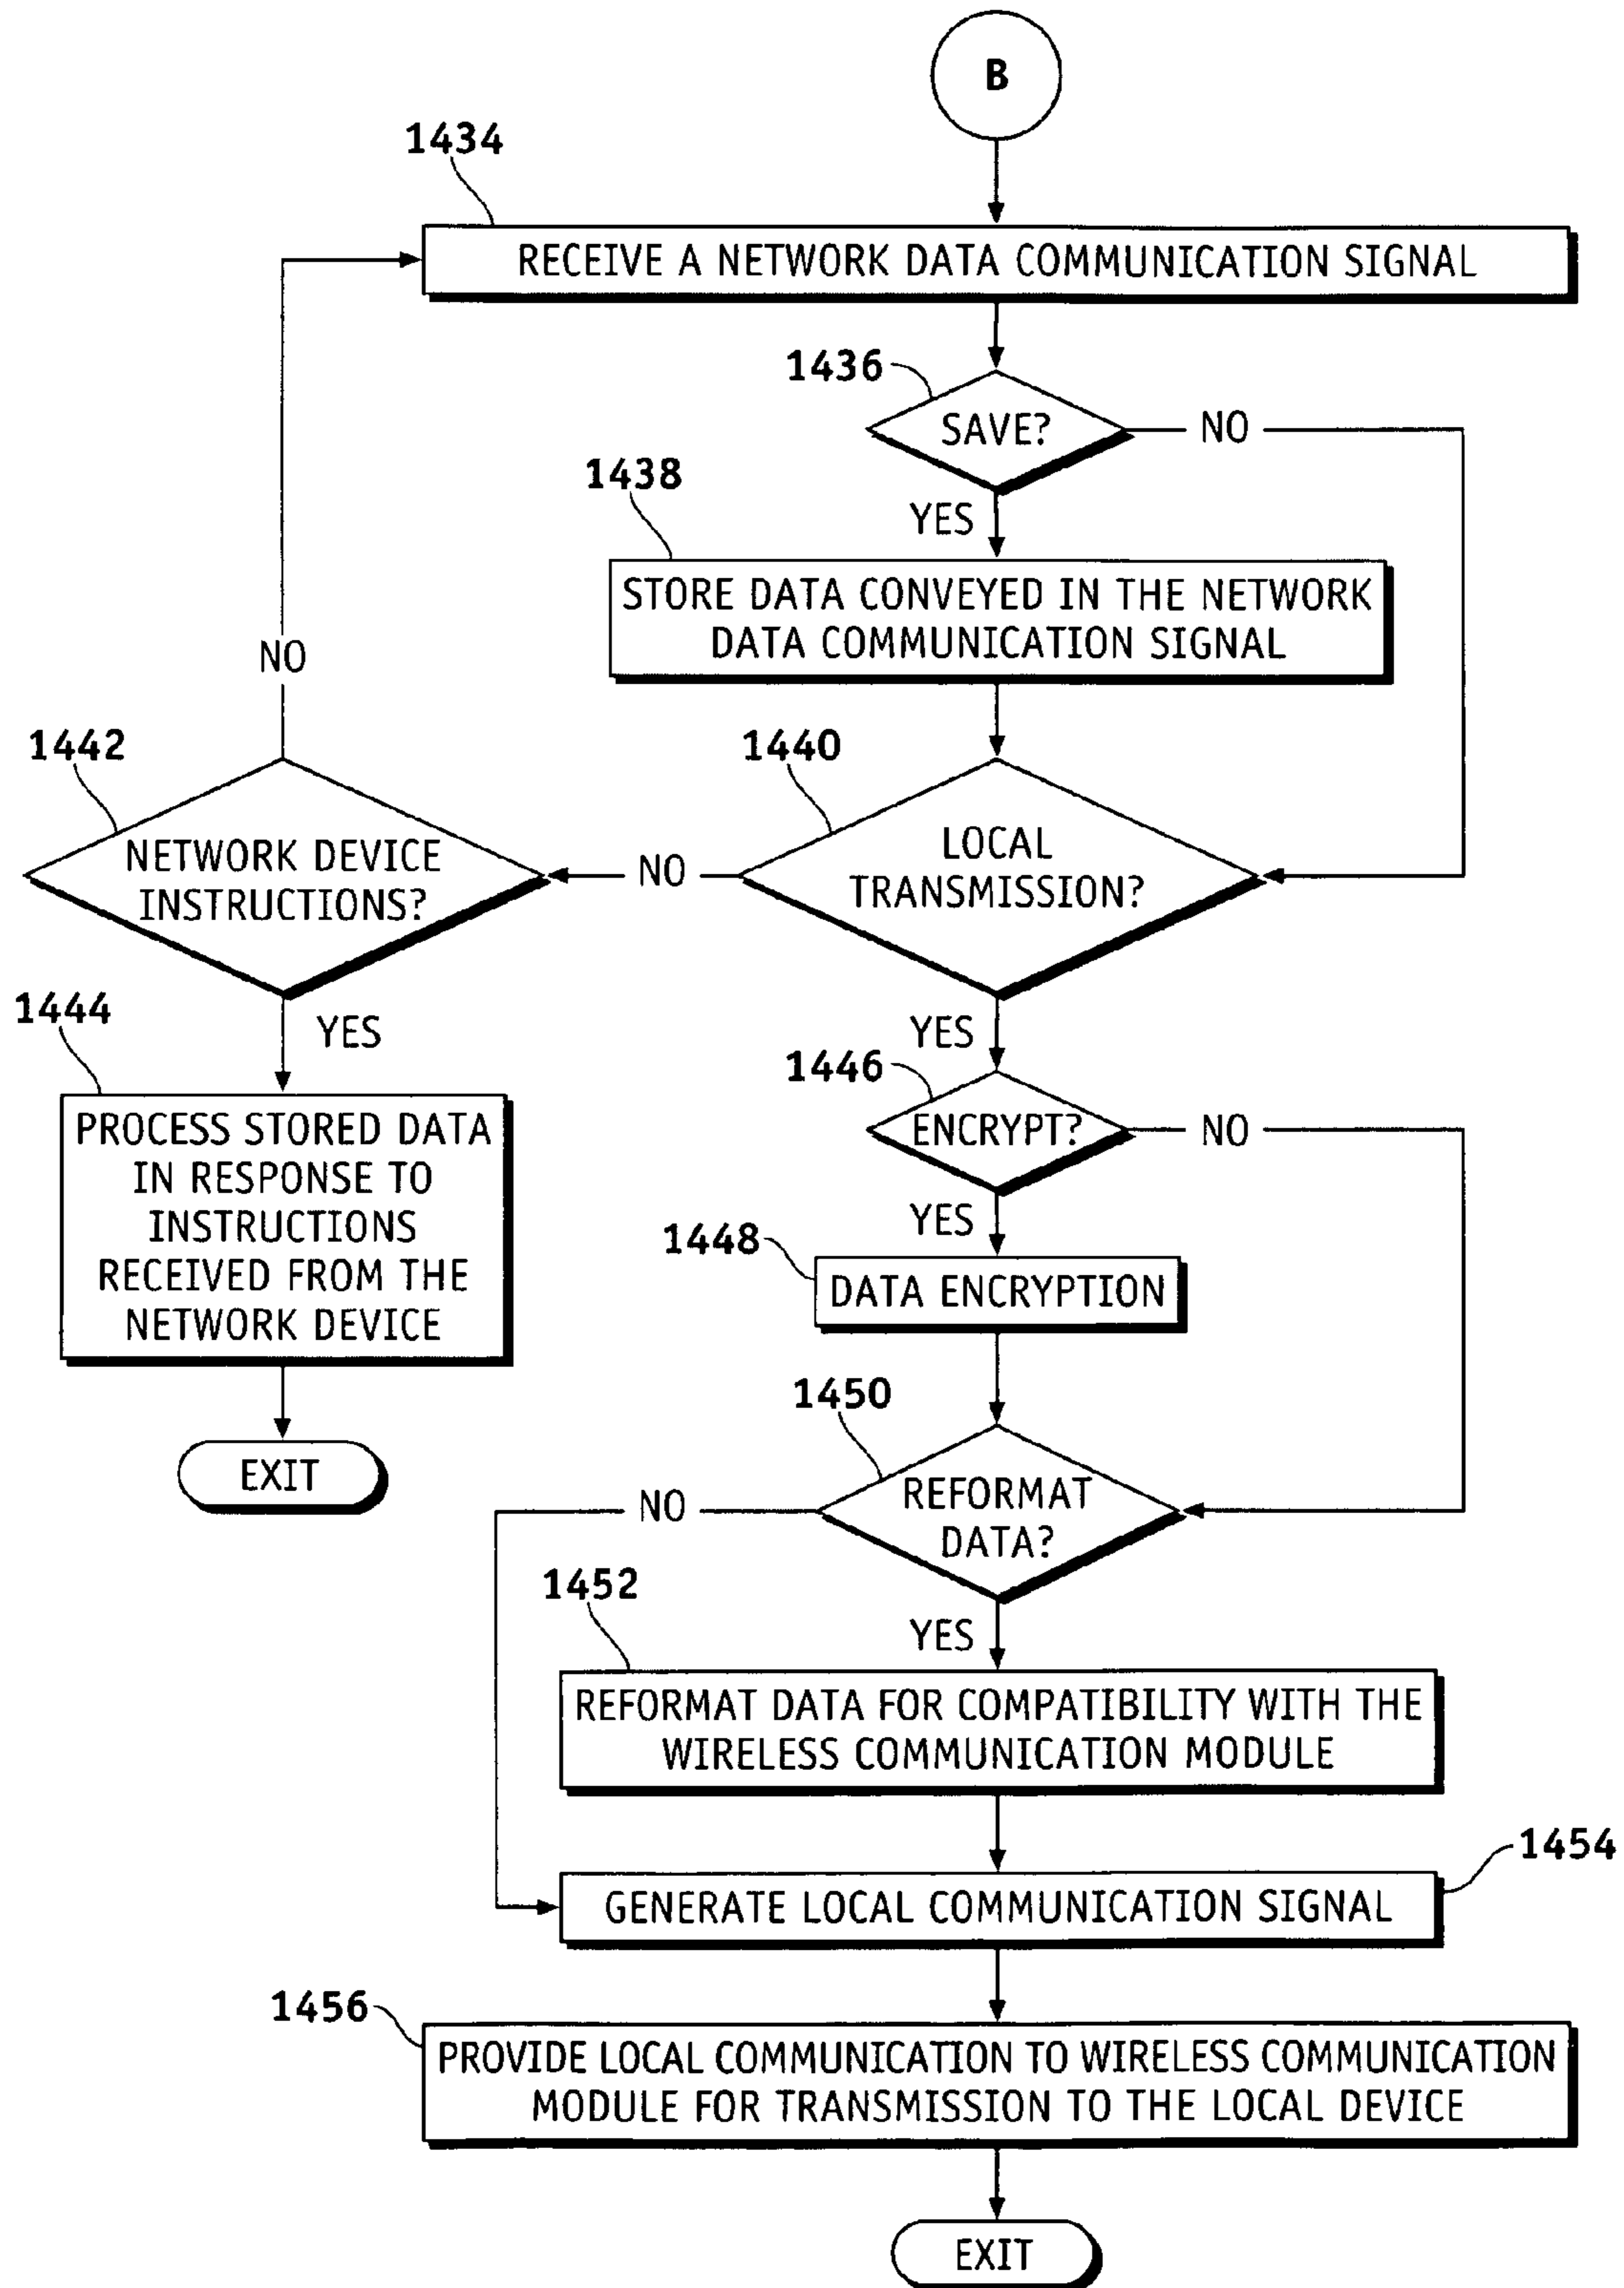 B
1434
RECEIVE A NETWORK DATA COMMUNICATION SIGNAL
1436
SAVE?
NO
1438
YES
STORE DATA CONVEYED IN THE NETWORK
DATA COMMUNICATION SIGNAL
NO
1442
1440
NETWORK DEVICE
INSTRUCTIONS?
NO
LOCAL
TRANSMISSION?
1444
YES
YES
1446
ENCRYPT?
NO
PROCESS STORED DATA
IN RESPONSE TO
INSTRUCTIONS
RECEIVED FROM THE
NETWORK DEVICE
YES
1448
DATA ENCRYPTION
1450
EXIT
NO
REFORMAT
DATA?
1452
YES
REFORMAT DATA FOR COMPATIBILITY WITH THE
WIRELESS COMMUNICATION MODULE
1454
GENERATE LOCAL COMMUNICATION SIGNAL
1456
PROVIDE LOCAL COMMUNICATION TO WIRELESS COMMUNICATION
MODULE FOR TRANSMISSION TO THE LOCAL DEVICE
EXIT